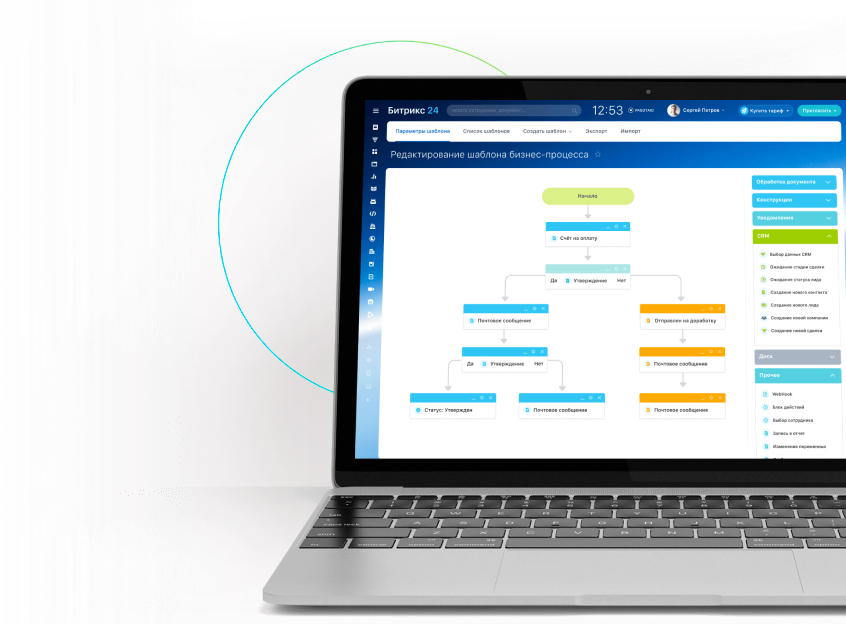 Битрикс 24
12:53
РАБОТАЮ
Сергей Петров
Купить тариф
Пригласить
Параметры шаблона
Список шаблонов
Создать шаблон
Экспорт
Импорт
Редактирование шаблона бизнес-процесса
Начало
Счёт на оплату
Да
Утверждение
Нет
Почтовое сообщение
Отправлен на доработку
Да
Утверждение
Нет
Почтовое сообщение
Статус: Утвержден
Почтовое сообщение
Почтовое сообщение
Обработка документа
Конструкции
Уведомления
CRM
Выбор данных CRM
Ожидание стадии сделки
Ожидание статуса лида
Создание нового контакта
Создание нового лида
Создание новой компании
Создание новой сделки
Диск
Прочее
WebHook
Блок действий
Выбор сотрудника
Запись в отчет
Изменение переменных